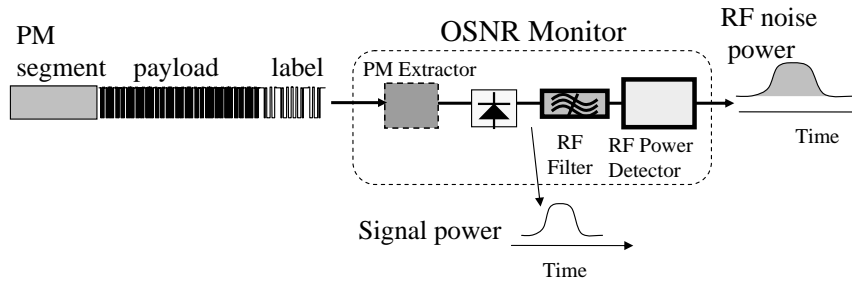 PM
segment
payload
label
OSNR Monitor
PM Extractor
RF
Filter
RF Power
Detector
RF noise
power
Time
Signal power
Time